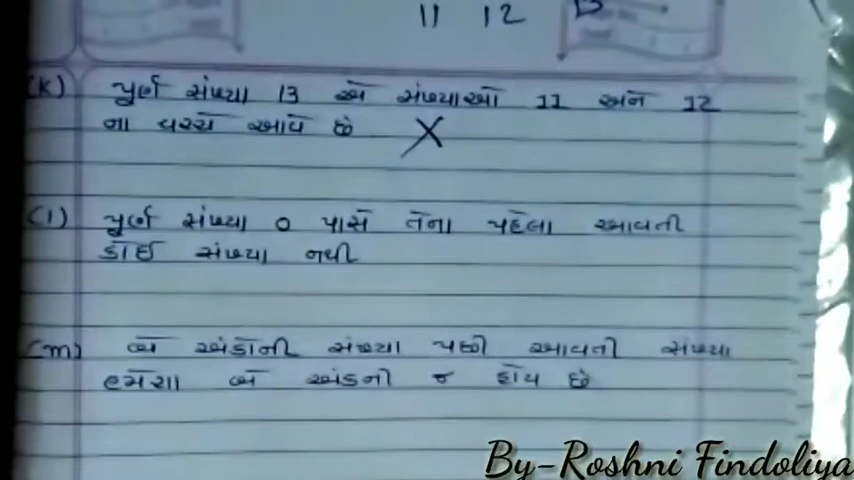 11 12 13
(k) પૂર્ણ સંખ્યા 13 એ સંખ્યાઓ 11 અને 12
ના વચ્ચે આવે છે X
(l) પૂર્ણ સંખ્યા 0 પાસે તેના પહેલા આવતી
કોઈ સંખ્યા નથી
(m) બે અંકોની સંખ્યા પછી આવતી સંખ્યા
હમેશા બે અંકની જ હોય છે
By-Roshni Findoliya